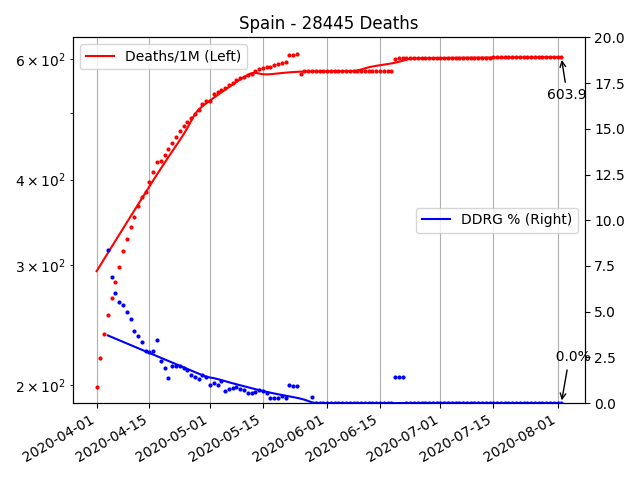 Spain - 28445 Deaths
Deaths/1M (Left)
DDRG % (Right)
603.9
0.0%
6 × 10²
4 × 10²
3 × 10²
2 × 10²
20.0
17.5
15.0
12.5
10.0
7.5
5.0
2.5
0.0
2020-04-01
2020-04-15
2020-05-01
2020-05-15
2020-06-01
2020-06-15
2020-07-01
2020-07-15
2020-08-01